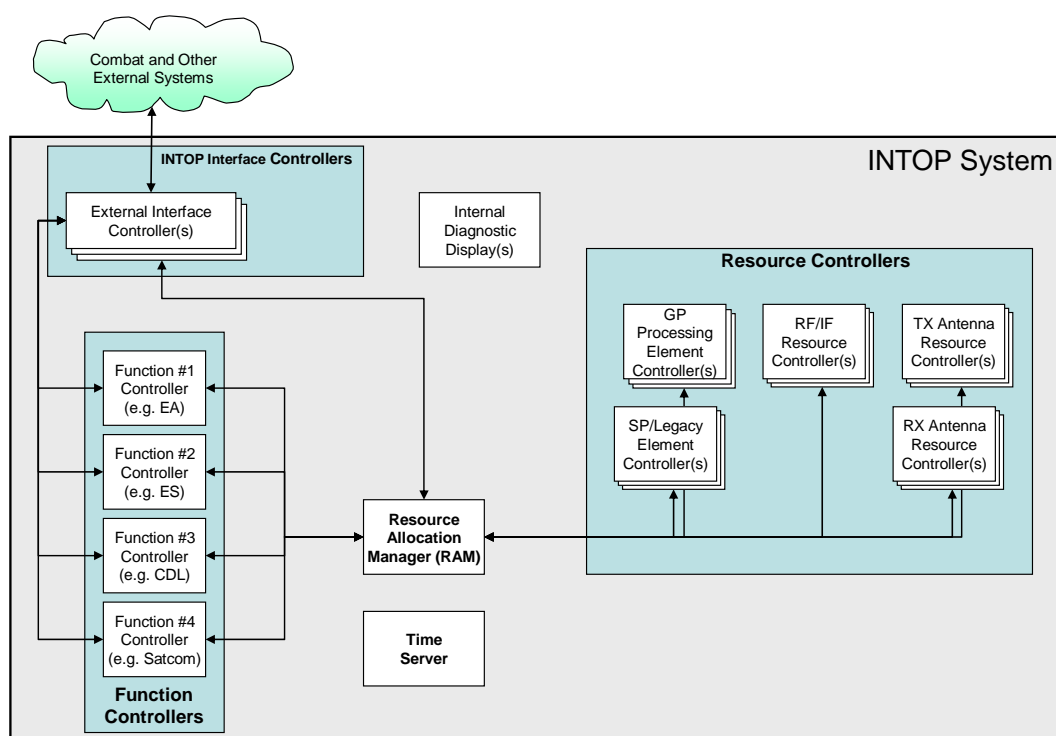 Combat and Other
External Systems
INTOP System
INTOP Interface Controllers
External Interface
Controller(s)
Internal
Diagnostic
Display(s)
Resource Controllers
GP
Processing
Element
Controller(s)
RF/IF
Resource
Controller(s)
TX Antenna
Resource
Controller(s)
SP/Legacy
Element
Controller(s)
RX Antenna
Resource
Controller(s)
Function #1
Controller
(e.g. EA)
Function #2
Controller
(e.g. ES)
Function #3
Controller
(e.g. CDL)
Function #4
Controller
(e.g. Satcom)
Function
Controllers
Resource
Allocation
Manager (RAM)
Time
Server